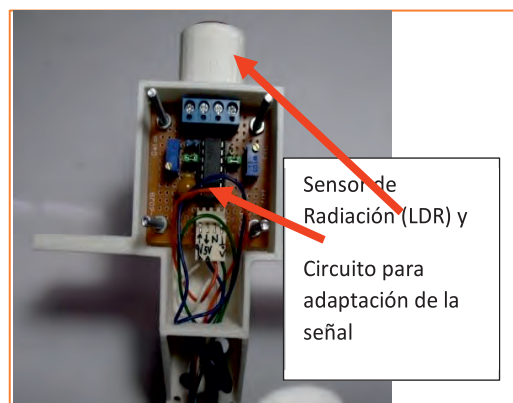 Sensor de
Radiación (LDR) y
Circuito para
adaptación de la
señal